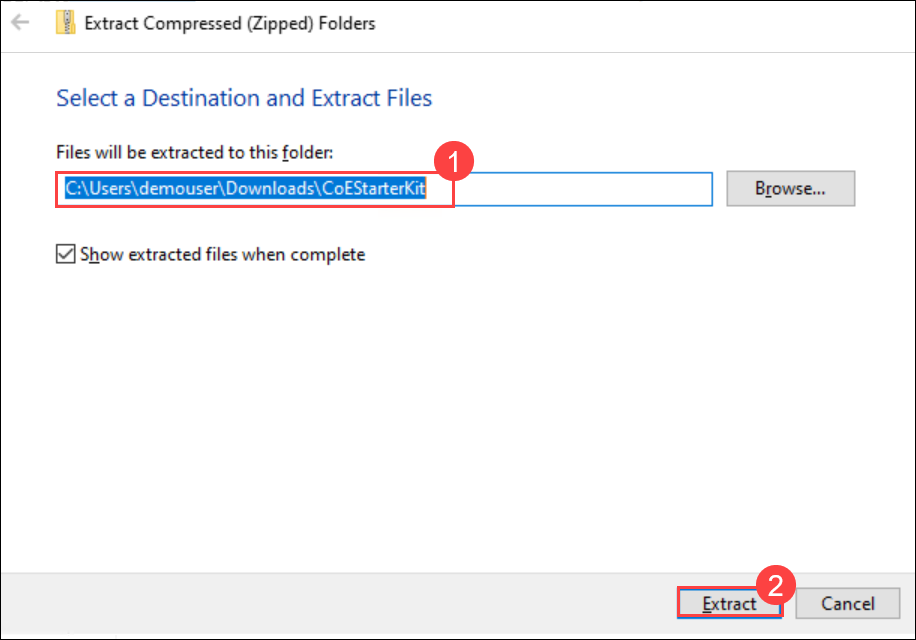 Extract Compressed (Zipped) Folders
Select a Destination and Extract Files
Files will be extracted to this folder:
1
C:\Users\demouser\Downloads\CoEStarterKit
Browse...
Show extracted files when complete
2
Extract
Cancel